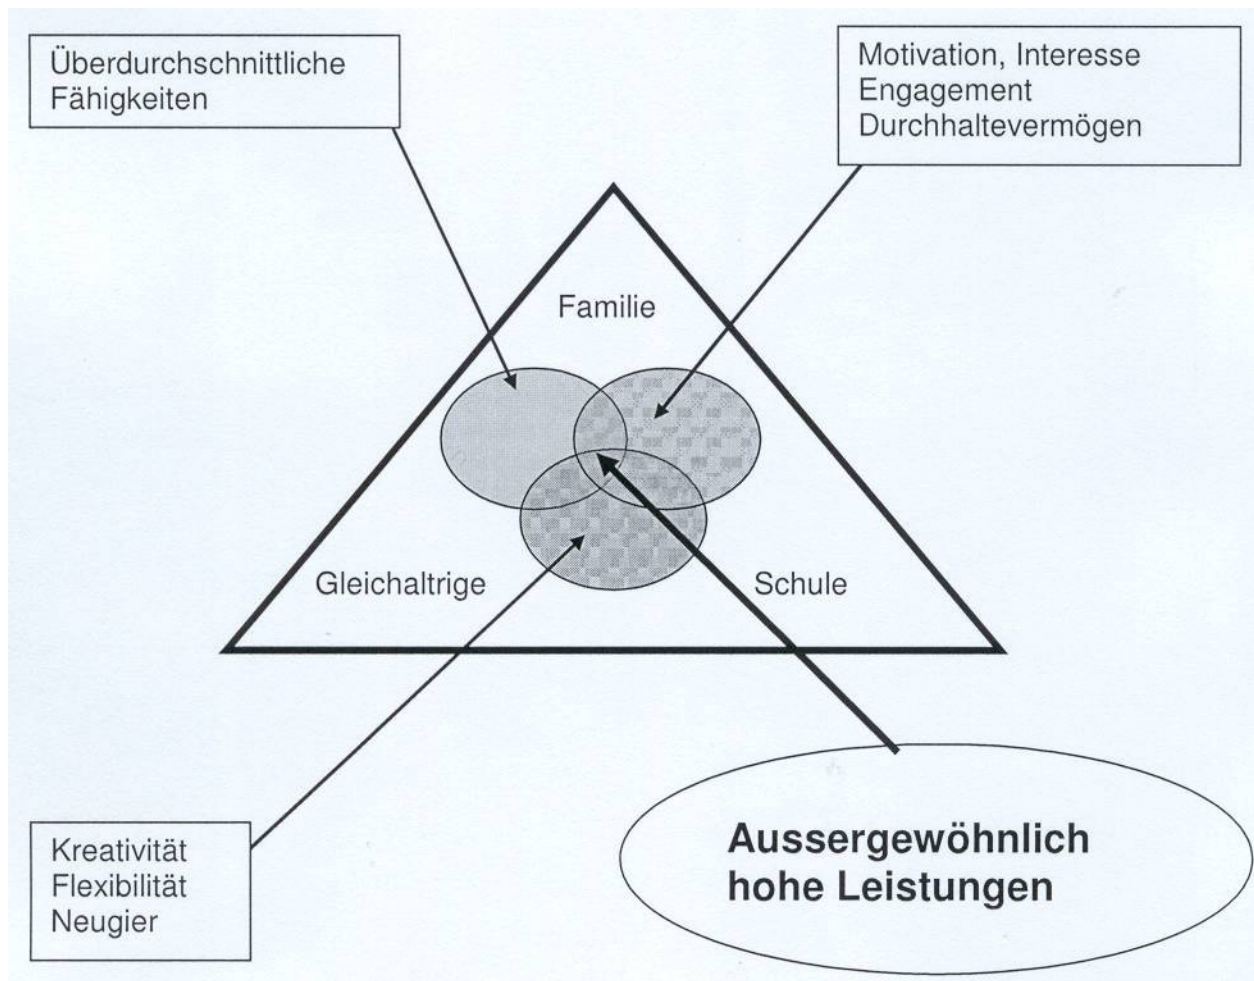 Überdurchschnittliche
Fähigkeiten
Motivation, Interesse
Engagement
Durchhaltevermögen
Familie
Gleichaltrige
Schule
Kreativität
Flexibilität
Neugier
Aussergewöhnlich
hohe Leistungen